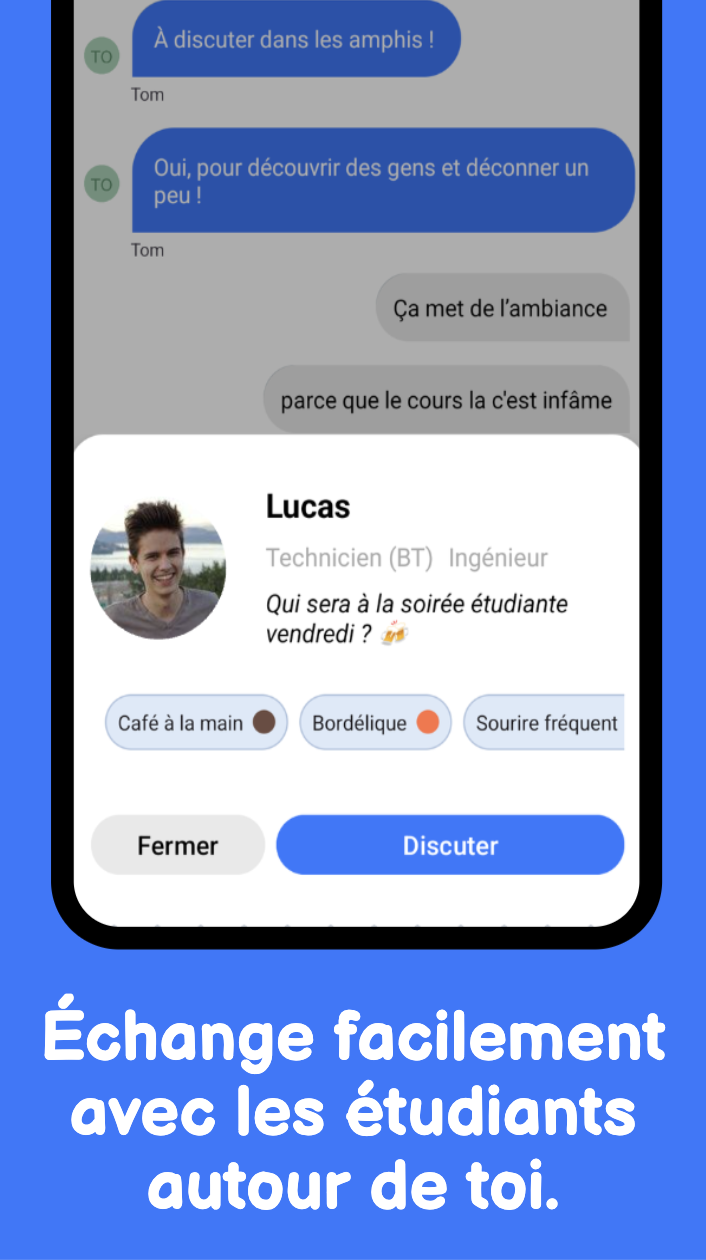 À discuter dans les amphis !
TO
Tom
Oui, pour découvrir des gens et déconner un
peu !
TO
Tom
Ça met de l’ambiance
parce que le cours la c'est infâme
Lucas
Technicien (BT) Ingénieur
Qui sera à la soirée étudiante
vendredi ? 🍻
Café à la main
Bordélique
Sourire fréquent
Fermer
Discuter
Échange facilement
avec les étudiants
autour de toi.